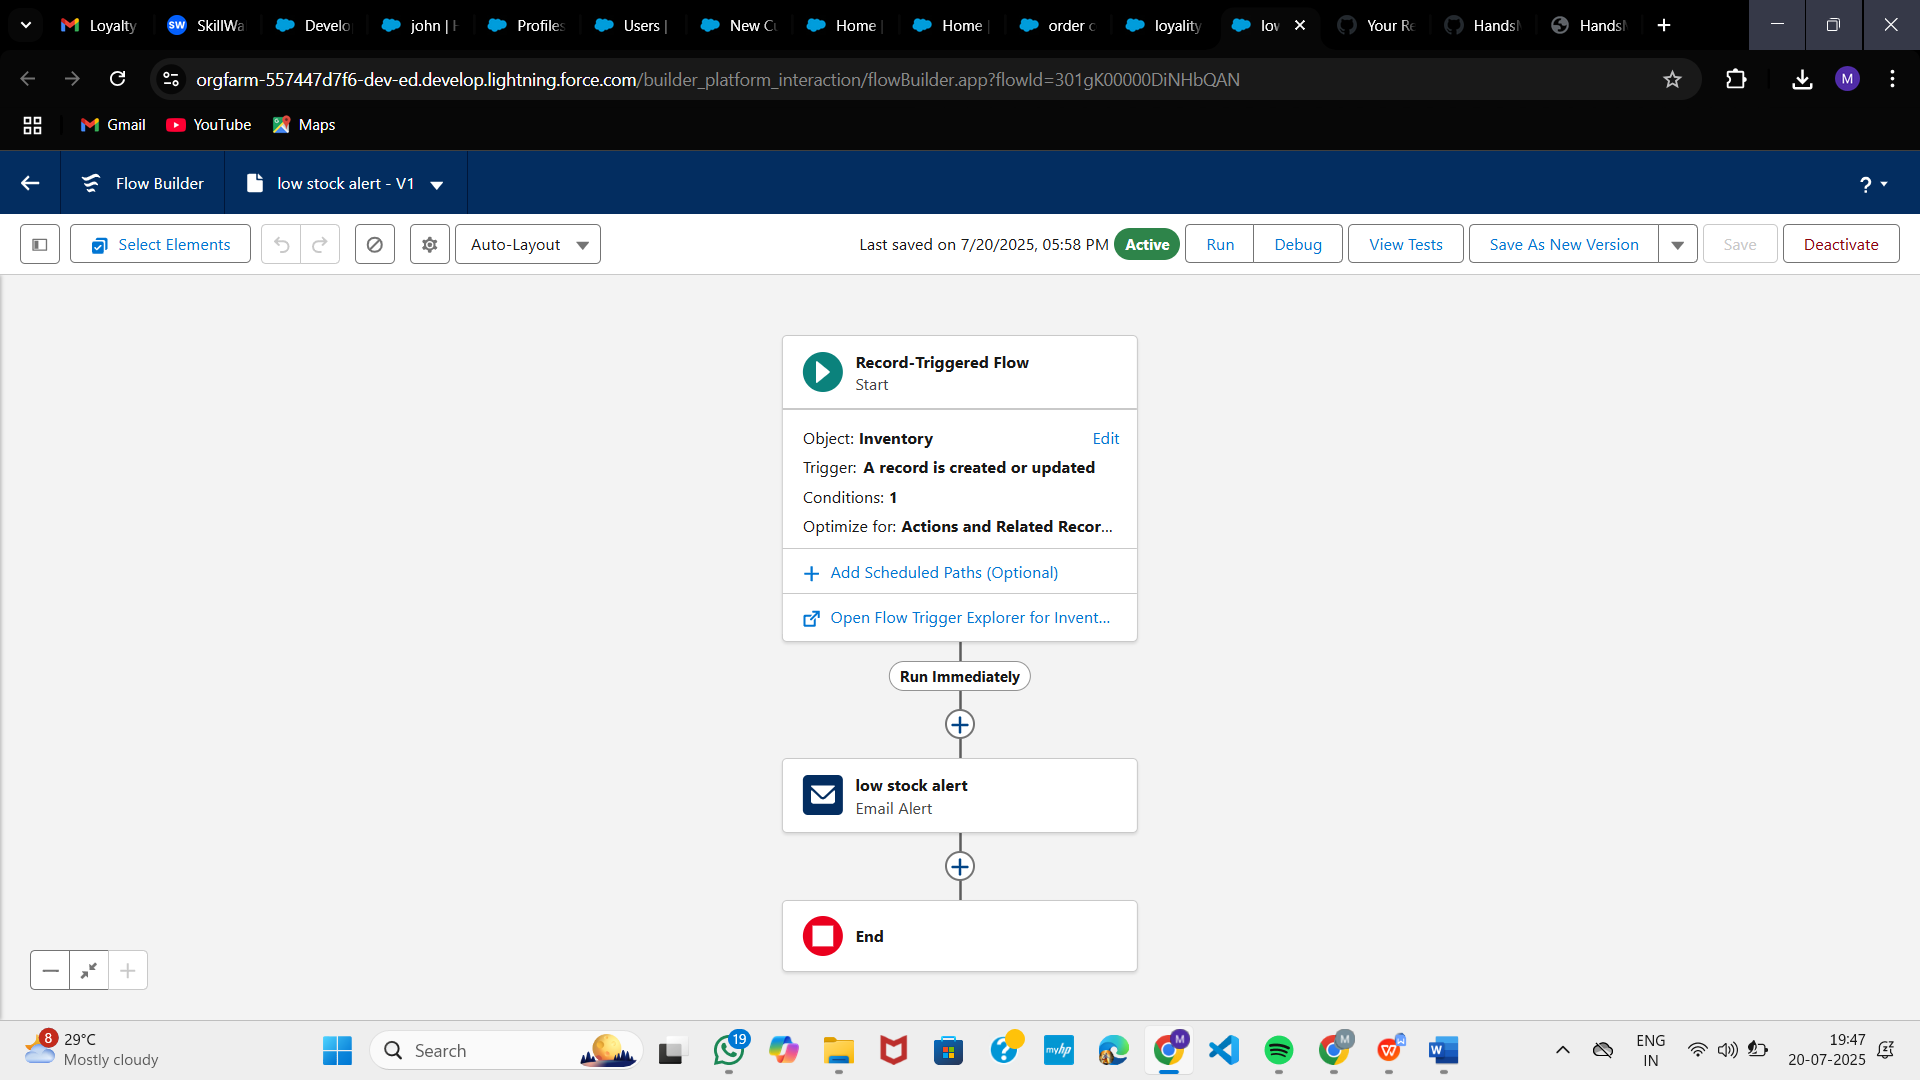 Loyalty
SkillWa
Develo
john | H
Profiles
Users |
New Cu
Home |
Home |
order c
loyality
lov
Your Re
HandsM
HandsM
orgfarm-557447d7f6-dev-ed.develop.lightning.force.com/builder_platform_interaction/flowBuilder.app?flowId=301gK00000DiNHbQAN
M
Gmail
YouTube
Maps
Flow Builder
low stock alert - V1
?
Select Elements
Auto-Layout
Last saved on 7/20/2025, 05:58 PM
Active
Run
Debug
View Tests
Save As New Version
Save
Deactivate
Record-Triggered Flow
Start
Object: Inventory
Edit
Trigger: A record is created or updated
Conditions: 1
Optimize for: Actions and Related Recor...
Add Scheduled Paths (Optional)
Open Flow Trigger Explorer for Invent...
Run Immediately
low stock alert
Email Alert
End
8
29°C
Mostly cloudy
Search
19
myhp
M
M
W
ENG
IN
19:47
20-07-2025